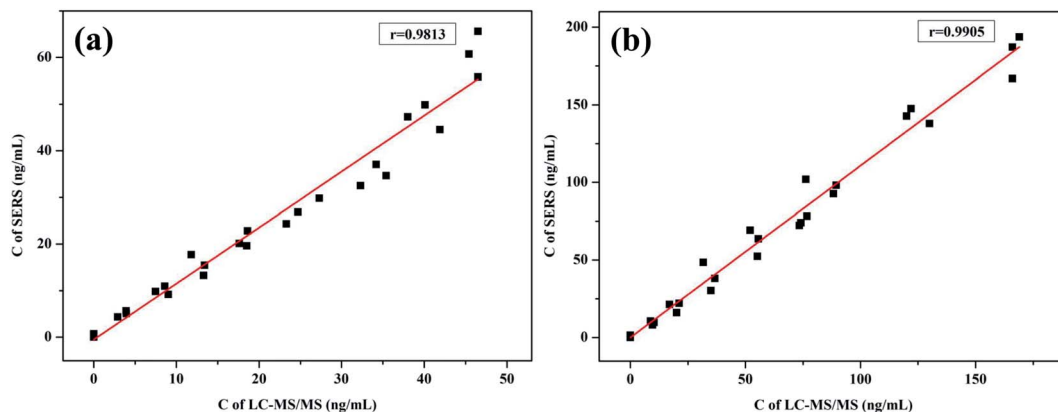 (a)
r=0.9813
60
40
20
0
C of SERS (ng/mL)
0 10 20 30 40 50
C of LC-MS/MS (ng/mL)
(b)
r=0.9905
200
150
100
50
0
C of SERS (ng/mL)
0 50 100 150
C of LC-MS/MS (ng/mL)